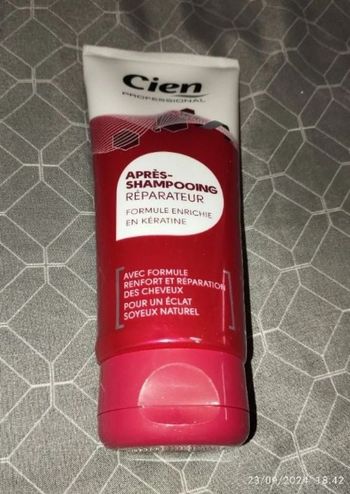 Cien
PROFESSIONAL
APRÈS-
SHAMPOOING
RÉPARATEUR
FORMULE ENRICHIE
EN KÉRATINE
AVEC FORMULE
RENFORT ET RÉPARATION
DES CHEVEUX
POUR UN ÉCLAT
SOYEUX NATUREL
23/09/2024 18:42